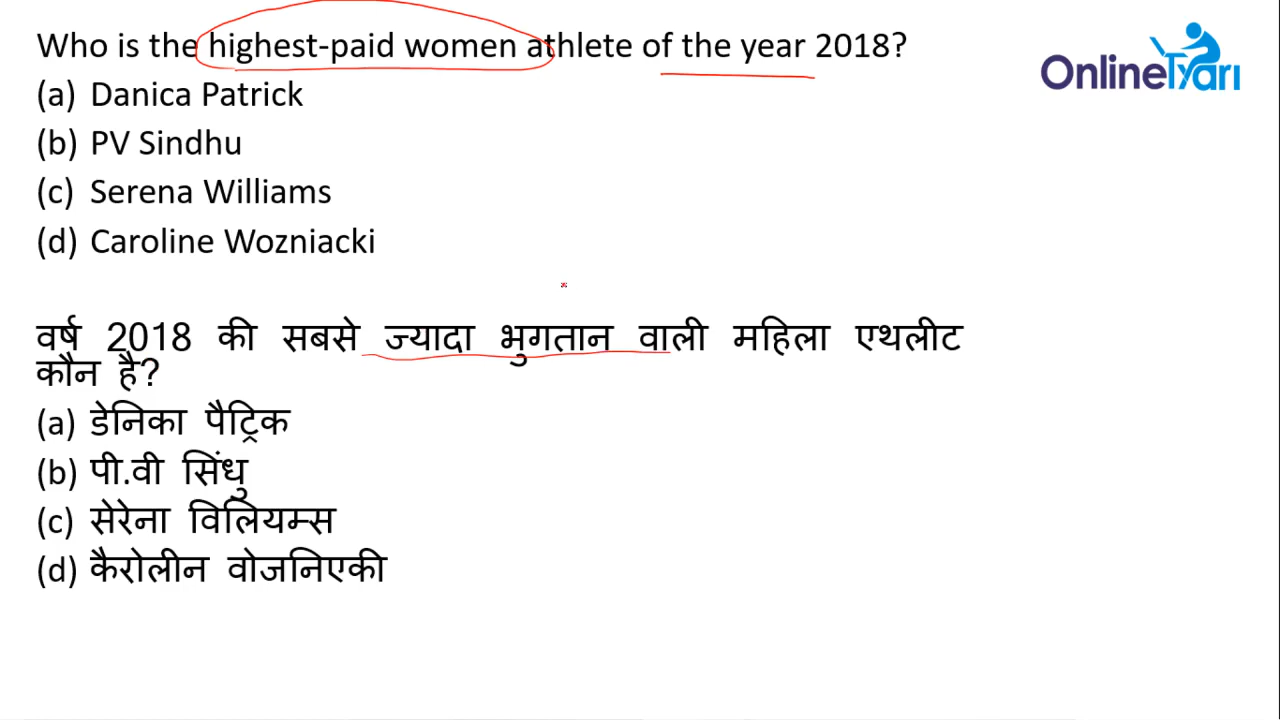 Who is the highest-paid women athlete of the year 2018?
OnlineTyari
(a) Danica Patrick
(b) PV Sindhu
(c) Serena Williams
(d) Caroline Wozniacki
वर्ष 2018 की सबसे ज्यादा भुगतान वाली महिला एथलीट
कौन है?
(a) डेनिका पैट्रिक
(b) पी.वी सिंधु
(c) सेरेना विलियम्स
(d) कैरोलीन वोजनिएकी